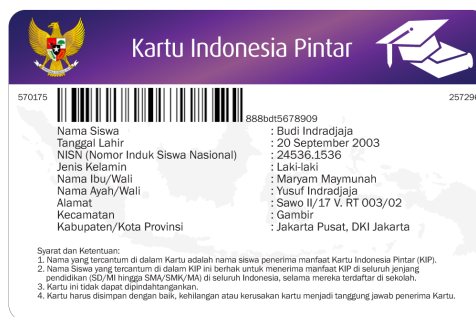 Kartu Indonesia Pintar
570175
257290
888bdt5678909
Nama Siswa : Budi Indradjaja
Tanggal Lahir : 20 September 2003
NISN (Nomor Induk Siswa Nasional) : 24536.1536
Jenis Kelamin : Laki-laki
Nama Ibu/Wali : Maryam Maymunah
Nama Ayah/Wali : Yusuf Indradjaja
Alamat : Sawo II/17 V. RT 003/02
Kecamatan : Gambir
Kabupaten/Kota Provinsi : Jakarta Pusat, DKI Jakarta
Syarat dan Ketentuan:
1. Nama yang tercantum di dalam Kartu adalah nama siswa penerima manfaat Kartu Indonesia Pintar (KIP).
2. Nama Siswa yang tercantum di dalam KIP ini berhak untuk menerima manfaat KIP di seluruh jenjang
pendidikan (SD/MI hingga SMA/SMK/MA) di seluruh Indonesia, selama mereka terdaftar di sekolah.
3. Kartu ini tidak dapat dipindahtangankan.
4. Kartu harus disimpan dengan baik, kehilangan atau kerusakan kartu menjadi tanggung jawab penerima Kartu.